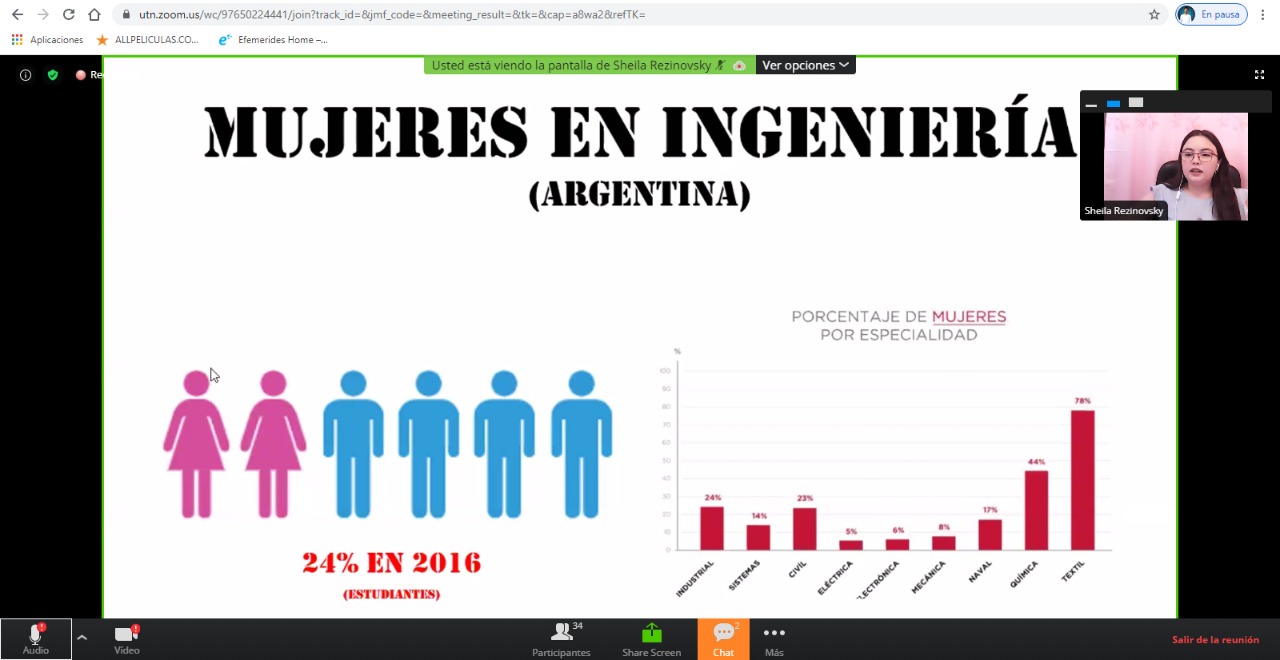 utn.zoom.us/wc/97650224441/join?track_id=&jmf_code=&meeting_result=&tk=&cap=a8wa2&refTK=
En pausa
Aplicaciones
ALLPELICULAS.CO...
Efemerides Home –...
Re
Usted está viendo la pantalla de Sheila Rezinovsky
Ver opciones
MUJERES EN INGENIERÍA
(ARGENTINA)
Sheila Rezinovsky
24% EN 2016
(ESTUDIANTES)
PORCENTAJE DE MUJERES
POR ESPECIALIDAD
%
100
90
80
70
60
50
40
30
20
10
0
24%
14%
23%
5%
6%
8%
17%
44%
78%
INDUSTRIAL
SISTEMAS
CIVÍL
ELÉCTRICA
LECTRÓNICA
MECÁNICA
NAVAL
QUÍMICA
TEXTIL
Audio
Vídeo
34
Participantes
Share Screen
2
Chat
Más
Salir de la reunión